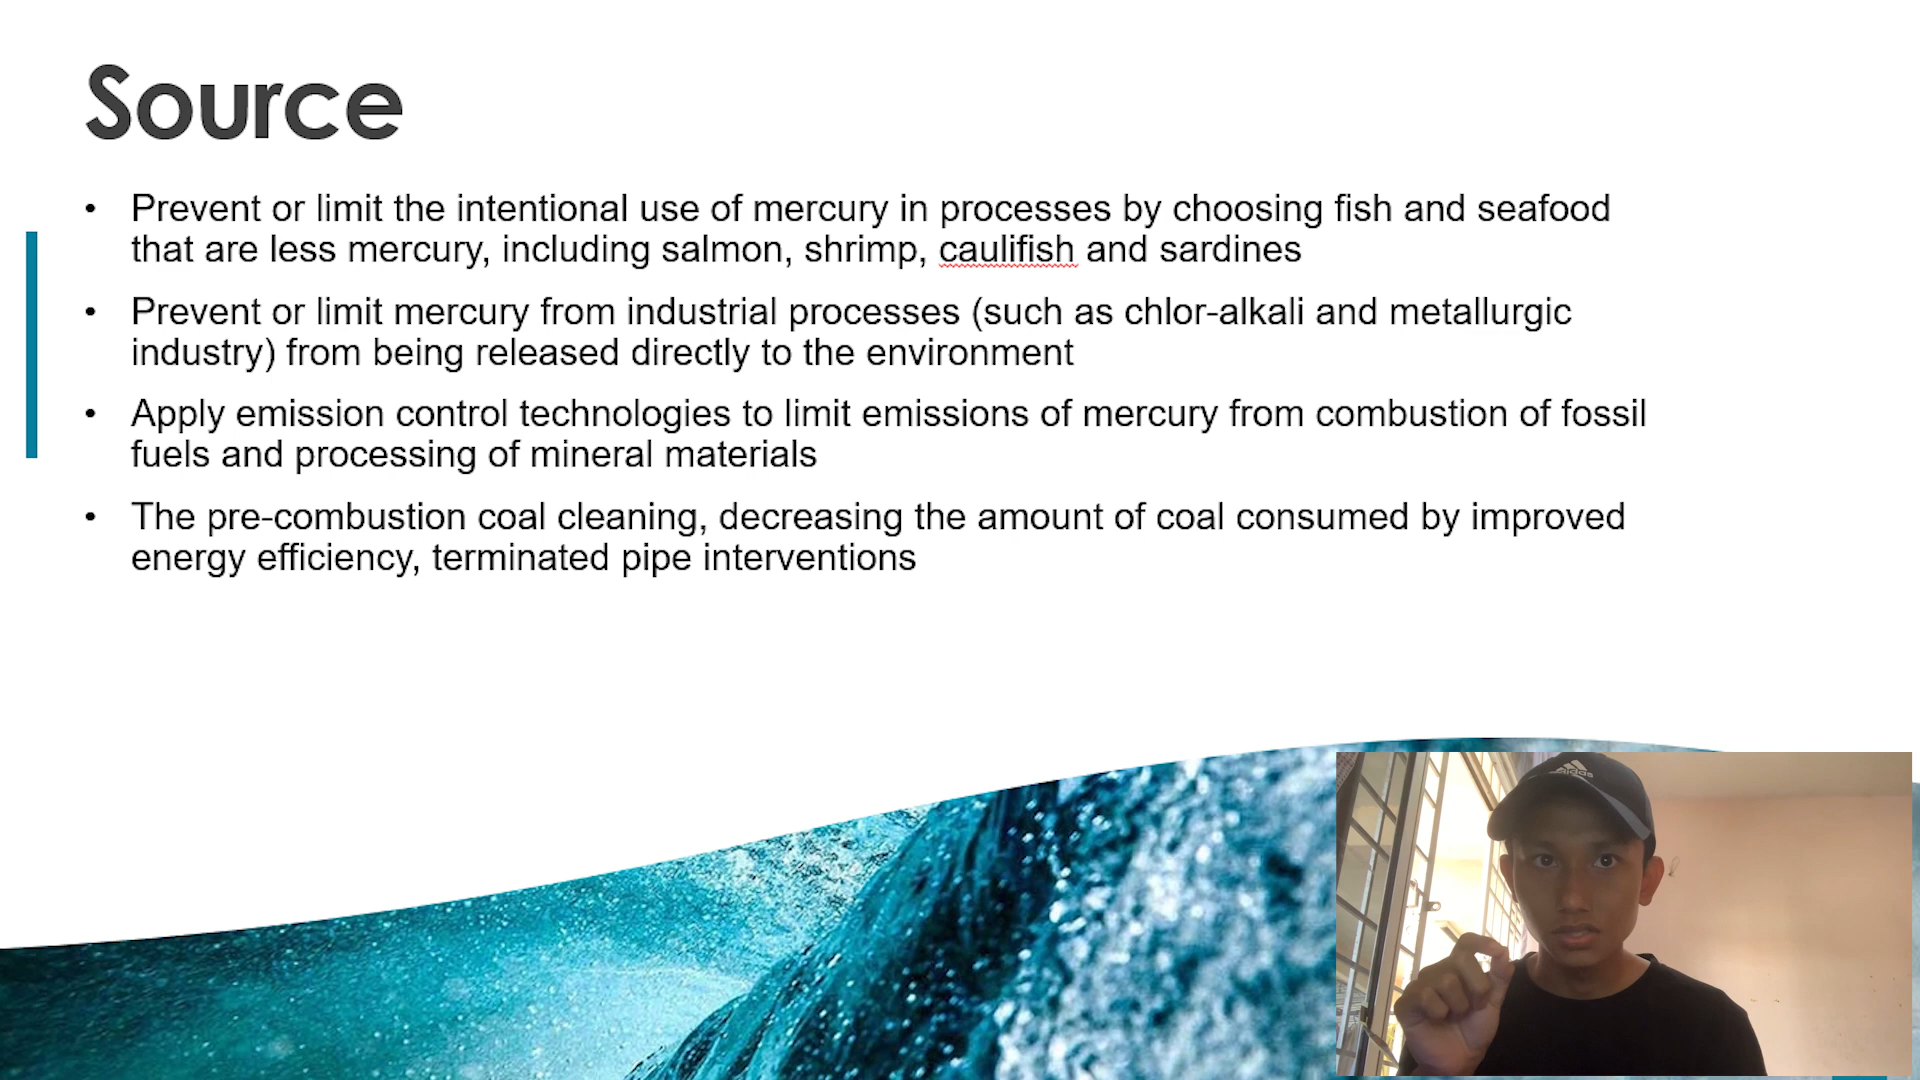 Source
• Prevent or limit the intentional use of mercury in processes by choosing fish and seafood
that are less mercury, including salmon, shrimp, caulifish and sardines
• Prevent or limit mercury from industrial processes (such as chlor-alkali and metallurgic
industry) from being released directly to the environment
• Apply emission control technologies to limit emissions of mercury from combustion of fossil
fuels and processing of mineral materials
• The pre-combustion coal cleaning, decreasing the amount of coal consumed by improved
energy efficiency, terminated pipe interventions
adidas